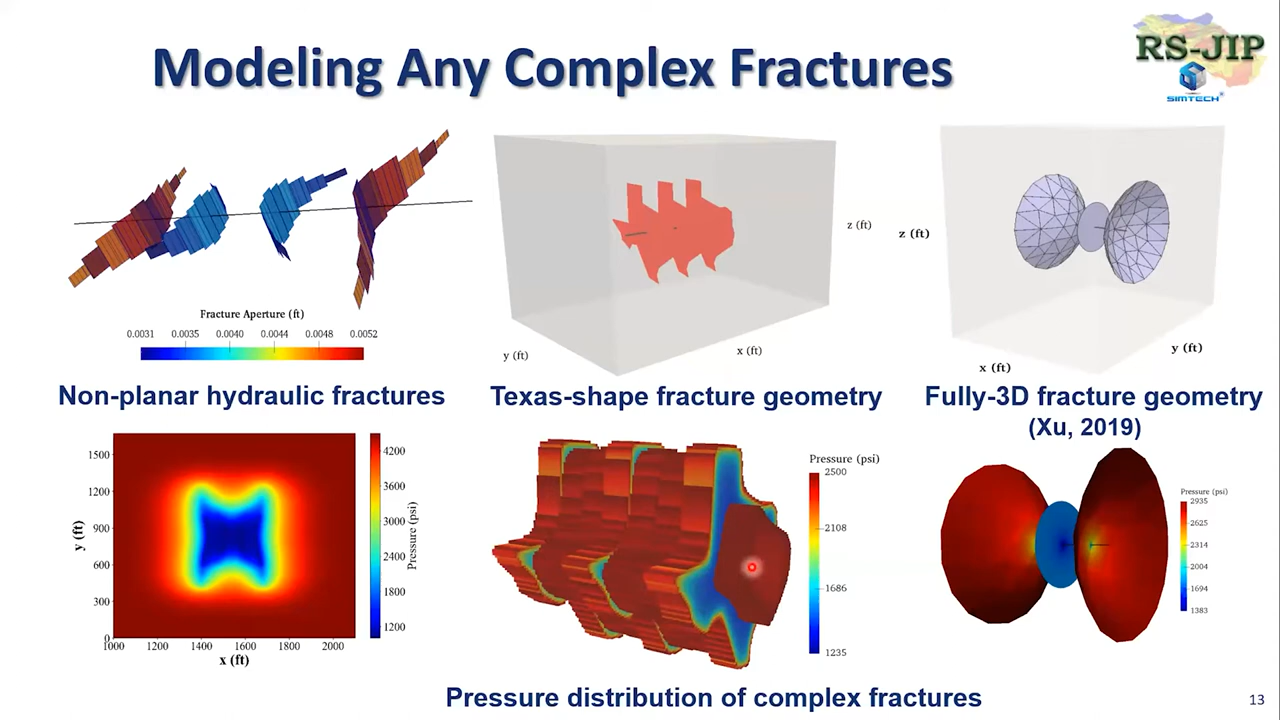 Modeling Any Complex Fractures
RS-JIP
SIMTECH
Fracture Aperture (ft)
0.0031 0.0035 0.0040 0.0044 0.0048 0.0052
Non-planar hydraulic fractures
z (ft)
y (ft)
x (ft)
Texas-shape fracture geometry
z (ft)
y (ft)
x (ft)
Fully-3D fracture geometry
(Xu, 2019)
1500
1200
900
600
300
0
1000 1200 1400 1600 1800 2000
x (ft)
y (ft)
4200
3600
3000
2400
1800
1200
Pressure (psi)
Pressure (psi)
2500
2108
1686
1235
Pressure (psi)
2935
2625
2314
2004
1694
1383
Pressure distribution of complex fractures
13